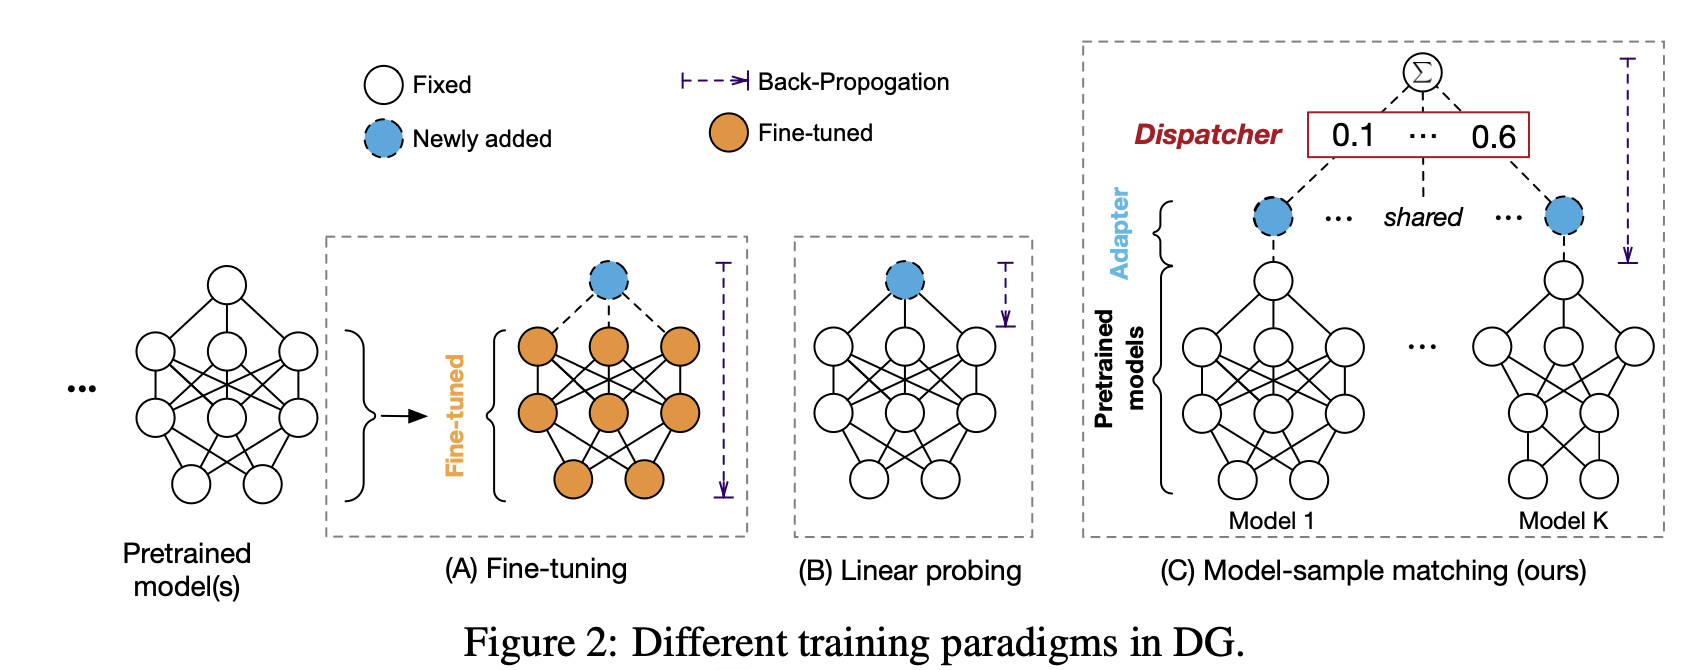 Fixed
Newly added
Back-Propogation
Fine-tuned
...
Pretrained
model(s)
Fine-tuned
(A) Fine-tuning
(B) Linear probing
Σ
Dispatcher
0.1 ... 0.6
Adapter
... shared ...
Pretrained
models
...
Model 1
Model K
(C) Model-sample matching (ours)
Figure 2: Different training paradigms in DG.